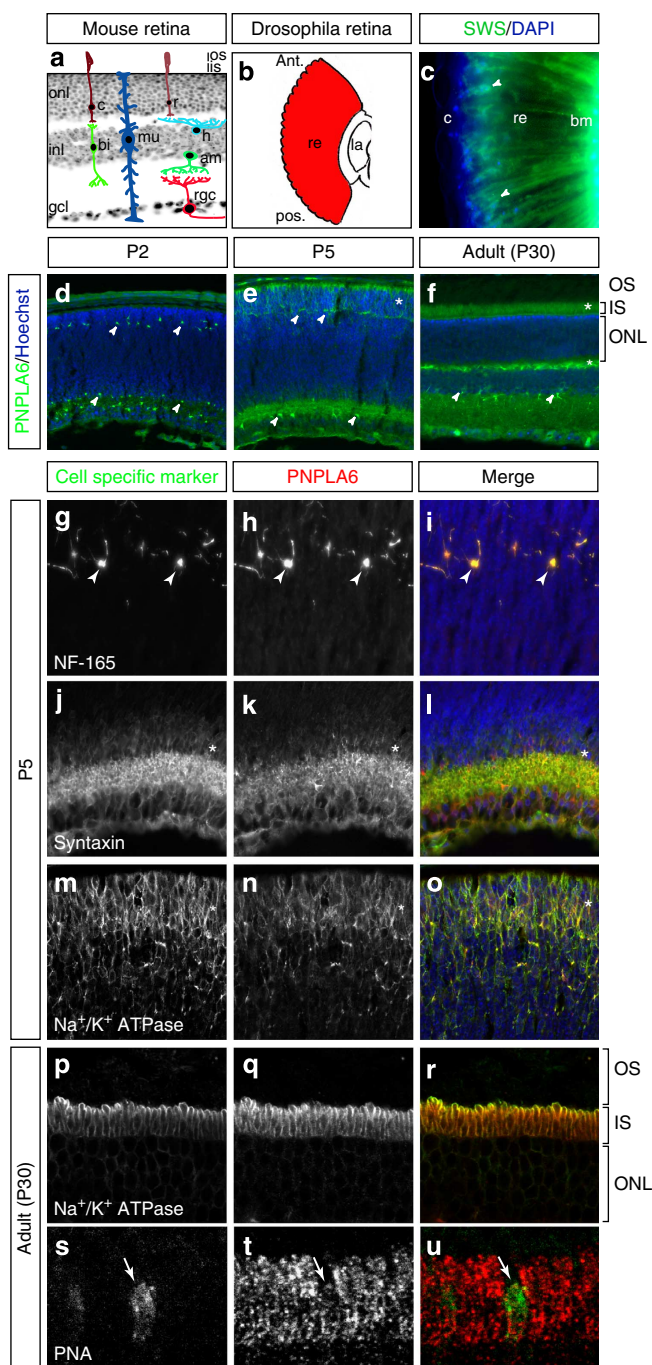 Mouse retina
Drosophila retina
SWS/DAPI
a
os
is
onl
c
r
h
inl
bi
mu
am
gcl
rgc
b
Ant.
re
la
pos.
c
c
re
bm
P2
P5
Adult (P30)
PNPLA6/Hoechst
d
e
*
f
OS
IS
*
ONL
*
Cell specific marker
PNPLA6
Merge
P5
g
NF-165
h
i
j
*
Syntaxin
k
*
l
*
m
*
Na⁺/K⁺ ATPase
n
*
o
*
Adult (P30)
p
Na⁺/K⁺ ATPase
q
r
OS
IS
ONL
s
PNA
t
u